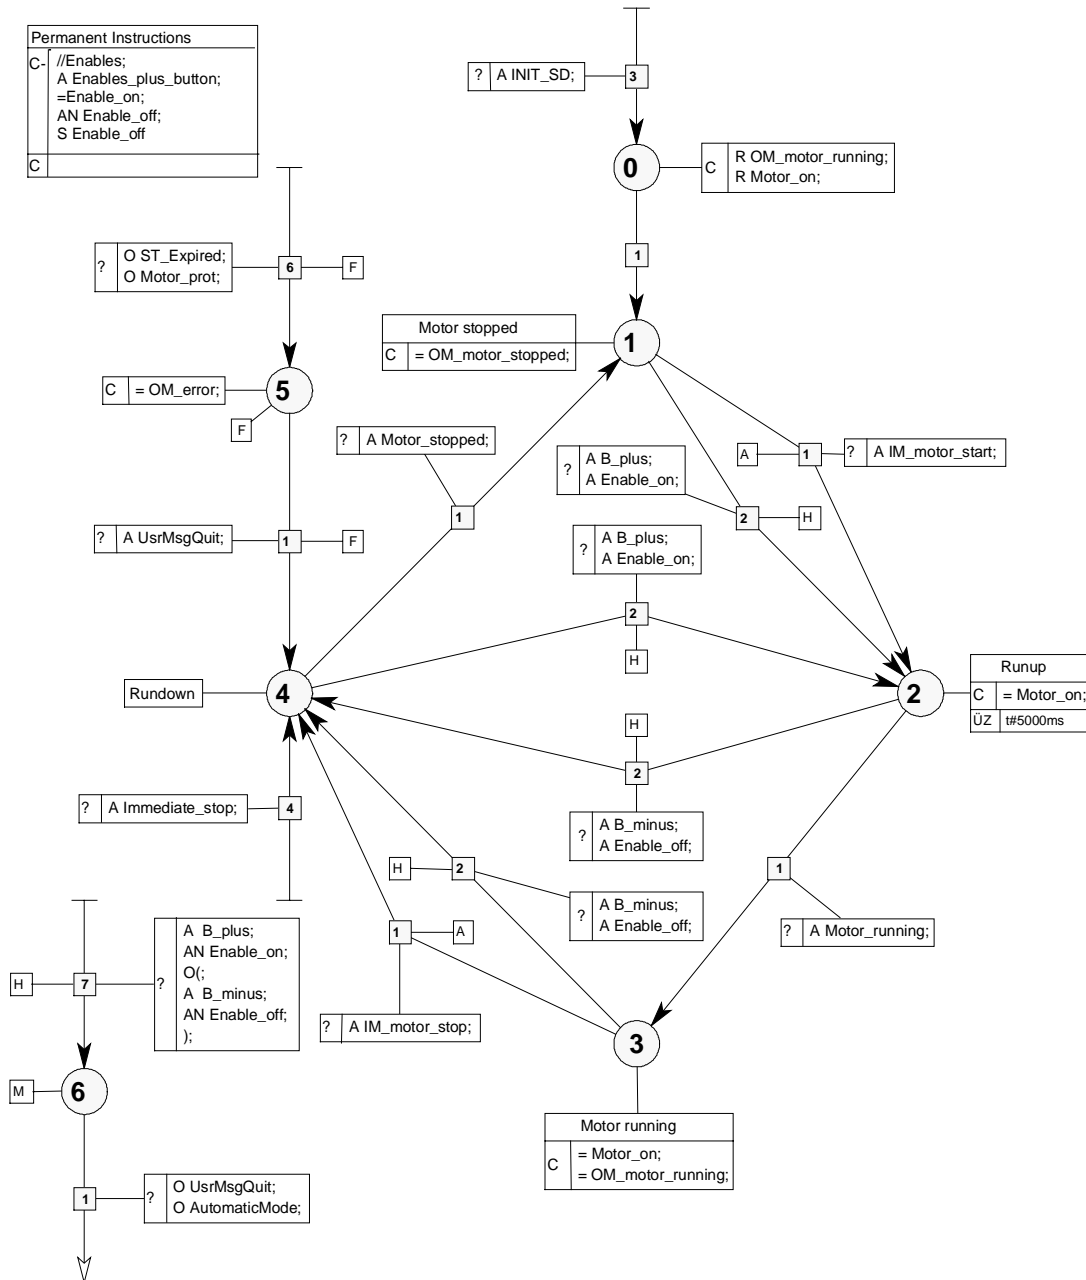 Permanent Instructions
C-
//Enables;
A Enables_plus_button;
=Enable_on;
AN Enable_off;
S Enable_off
C
? A INIT_SD;
3
0
C
R OM_motor_running;
R Motor_on;
1
?
O ST_Expired;
O Motor_prot;
6
F
Motor stopped
C = OM_motor_stopped;
1
C = OM_error;
5
F
? A Motor_stopped;
1
?
A B_plus;
A Enable_on;
2
H
A
1
? A IM_motor_start;
? A UsrMsgQuit;
1
F
?
A B_plus;
A Enable_on;
2
H
Rundown
4
2
Runup
C = Motor_on;
ÜZ t#5000ms
H
2
?
A B_minus;
A Enable_off;
? A Immediate_stop;
4
H
2
?
A B_minus;
A Enable_off;
1
? A Motor_running;
1
A
? A IM_motor_stop;
H
7
?
A B_plus;
AN Enable_on;
O(;
A B_minus;
AN Enable_off;
);
3
M
6
Motor running
C
= Motor_on;
= OM_motor_running;
1
?
O UsrMsgQuit;
O AutomaticMode;